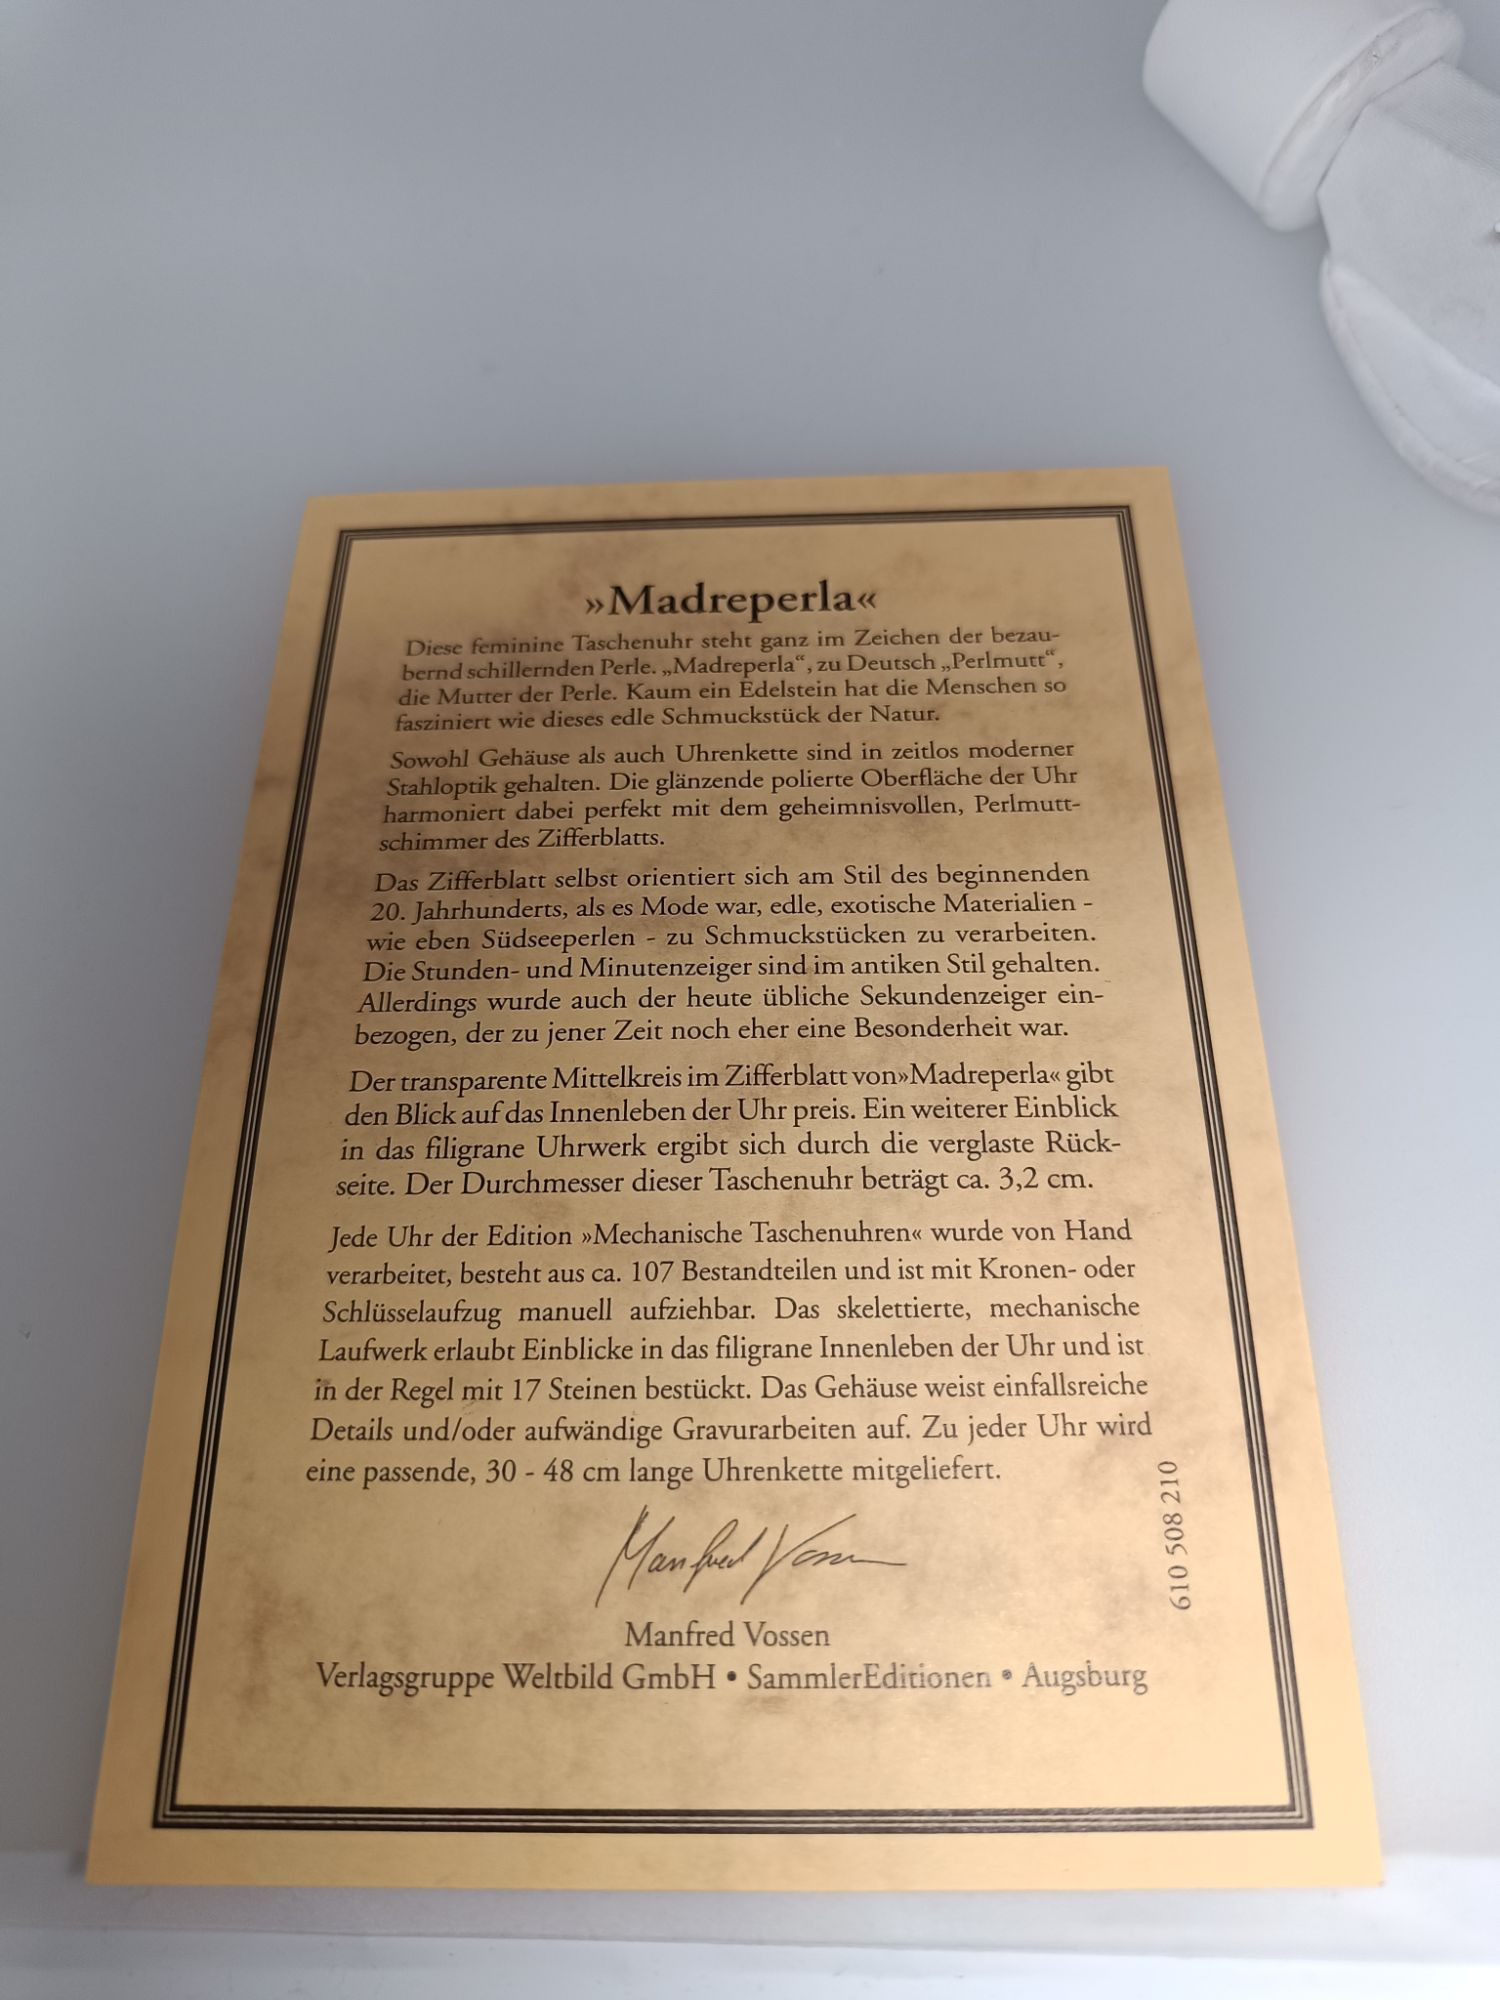 »Madreperla«
Diese feminine Taschenuhr steht ganz im Zeichen der bezau-
bernd schillernden Perle. „Madreperla“, zu Deutsch „Perlmutt“,
die Mutter der Perle. Kaum ein Edelstein hat die Menschen so
fasziniert wie dieses edle Schmuckstück der Natur.
Sowohl Gehäuse als auch Uhrenkette sind in zeitlos moderner
Stahloptik gehalten. Die glänzende polierte Oberfläche der Uhr
harmoniert dabei perfekt mit dem geheimnisvollen, Perlmutt-
schimmer des Zifferblatts.
Das Zifferblatt selbst orientiert sich am Stil des beginnenden
20. Jahrhunderts, als es Mode war, edle, exotische Materialien -
wie eben Südseeperlen - zu Schmuckstücken zu verarbeiten.
Die Stunden- und Minutenzeiger sind im antiken Stil gehalten.
Allerdings wurde auch der heute übliche Sekundenzeiger ein-
bezogen, der zu jener Zeit noch eher eine Besonderheit war.
Der transparente Mittelkreis im Zifferblatt von»Madreperla« gibt
den Blick auf das Innenleben der Uhr preis. Ein weiterer Einblick
in das filigrane Uhrwerk ergibt sich durch die verglaste Rück-
seite. Der Durchmesser dieser Taschenuhr beträgt ca. 3,2 cm.
Jede Uhr der Edition »Mechanische Taschenuhren« wurde von Hand
verarbeitet, besteht aus ca. 107 Bestandteilen und ist mit Kronen- oder
Schlüsselaufzug manuell aufziehbar. Das skelettierte, mechanische
Laufwerk erlaubt Einblicke in das filigrane Innenleben der Uhr und ist
in der Regel mit 17 Steinen bestückt. Das Gehäuse weist einfallsreiche
Details und/oder aufwändige Gravurarbeiten auf. Zu jeder Uhr wird
eine passende, 30 - 48 cm lange Uhrenkette mitgeliefert.
Manfred Vossen
Manfred Vossen
Verlagsgruppe Weltbild GmbH • SammlerEditionen • Augsburg
610 508 210